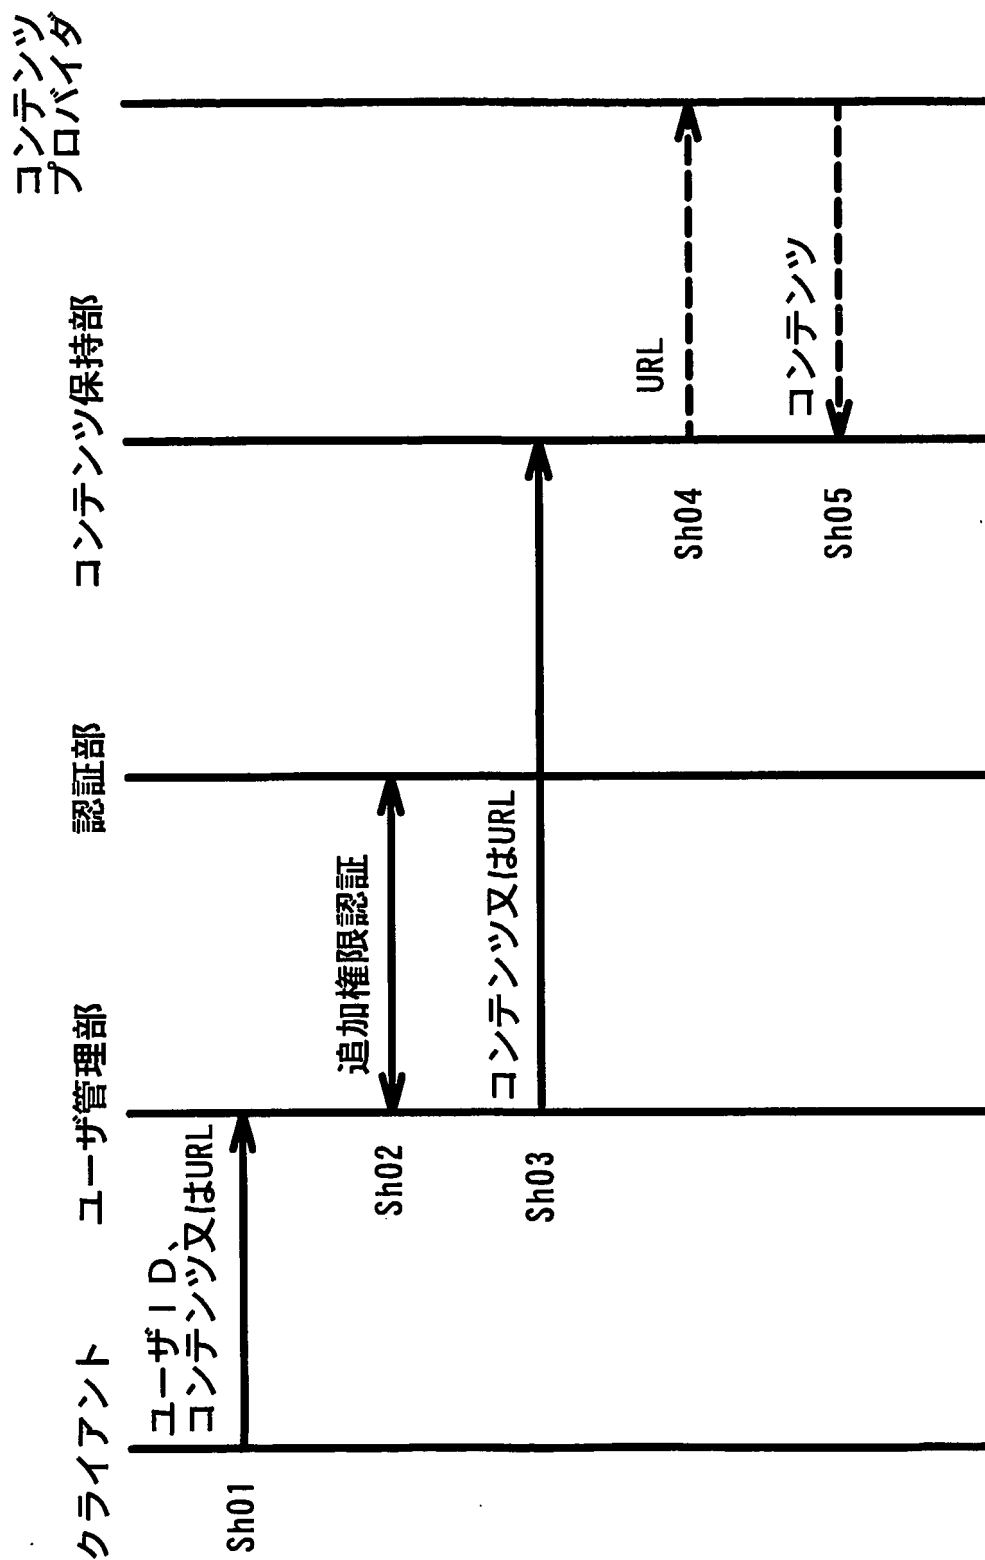 クライアント
ユーザ管理部
認証部
コンテンツ保持部
コンテンツ
プロバイダ
Sh01
ユーザID、
コンテンツ又はURL
Sh02
追加権限認証
Sh03
コンテンツ又はURL
Sh04
URL
Sh05
コンテンツ